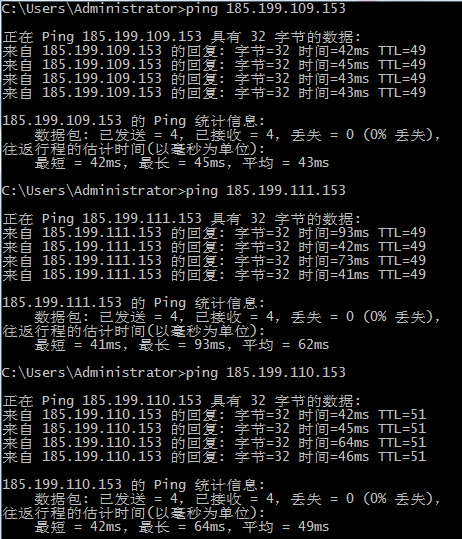 C:\Users\Administrator>ping 185.199.109.153
正在 Ping 185.199.109.153 具有 32 字节的数据:
来自 185.199.109.153 的回复: 字节=32 时间=42ms TTL=49
来自 185.199.109.153 的回复: 字节=32 时间=45ms TTL=49
来自 185.199.109.153 的回复: 字节=32 时间=43ms TTL=49
来自 185.199.109.153 的回复: 字节=32 时间=43ms TTL=49
185.199.109.153 的 Ping 统计信息:
数据包: 已发送 = 4，已接收 = 4，丢失 = 0 (0% 丢失)，
往返行程的估计时间(以毫秒为单位):
最短 = 42ms，最长 = 45ms，平均 = 43ms
C:\Users\Administrator>ping 185.199.111.153
正在 Ping 185.199.111.153 具有 32 字节的数据:
来自 185.199.111.153 的回复: 字节=32 时间=93ms TTL=49
来自 185.199.111.153 的回复: 字节=32 时间=42ms TTL=49
来自 185.199.111.153 的回复: 字节=32 时间=73ms TTL=49
来自 185.199.111.153 的回复: 字节=32 时间=41ms TTL=49
185.199.111.153 的 Ping 统计信息:
数据包: 已发送 = 4，已接收 = 4，丢失 = 0 (0% 丢失)，
往返行程的估计时间(以毫秒为单位):
最短 = 41ms，最长 = 93ms，平均 = 62ms
C:\Users\Administrator>ping 185.199.110.153
正在 Ping 185.199.110.153 具有 32 字节的数据:
来自 185.199.110.153 的回复: 字节=32 时间=42ms TTL=51
来自 185.199.110.153 的回复: 字节=32 时间=45ms TTL=51
来自 185.199.110.153 的回复: 字节=32 时间=64ms TTL=51
来自 185.199.110.153 的回复: 字节=32 时间=46ms TTL=51
185.199.110.153 的 Ping 统计信息:
数据包: 已发送 = 4，已接收 = 4，丢失 = 0 (0% 丢失)，
往返行程的估计时间(以毫秒为单位):
最短 = 42ms，最长 = 64ms，平均 = 49ms